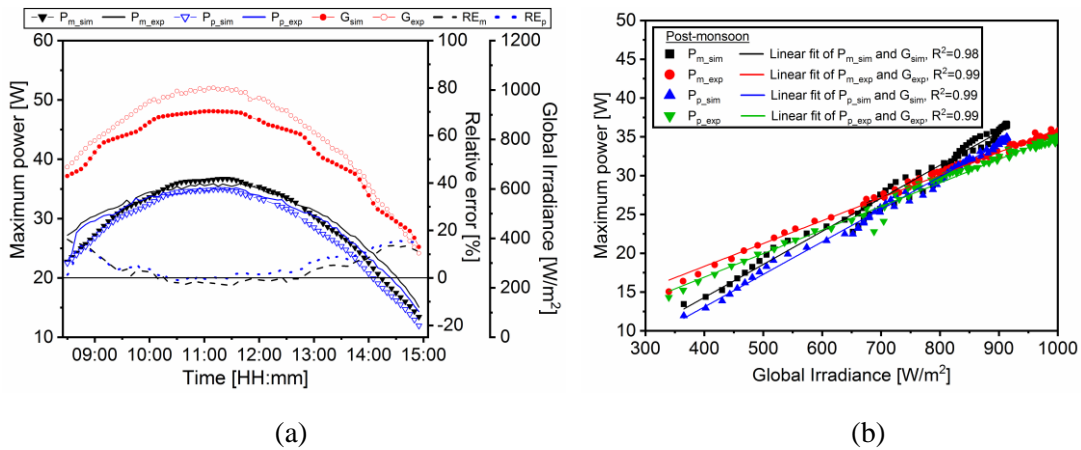 P_m_sim P_m_exp P_p_sim P_p_exp G_sim G_exp RE_m RE_p
60
50
40
30
20
10
Maximum power [W]
100
80
60
40
20
0
-20
Relative error [%]
1200
1000
800
600
400
200
0
Global Irradiance [W/m²]
09:00 10:00 11:00 12:00 13:00 14:00 15:00
Time [HH:mm]
(a)
50
45
40
35
30
25
20
15
10
Maximum power [W]
Post-monsoon
P_m_sim Linear fit of P_m_sim and G_sim, R²=0.98
P_m_exp Linear fit of P_m_exp and G_exp, R²=0.99
P_p_sim Linear fit of P_p_sim and G_sim, R²=0.99
P_p_exp Linear fit of P_p_exp and G_exp, R²=0.99
300 400 500 600 700 800 900 1000
Global Irradiance [W/m²]
(b)